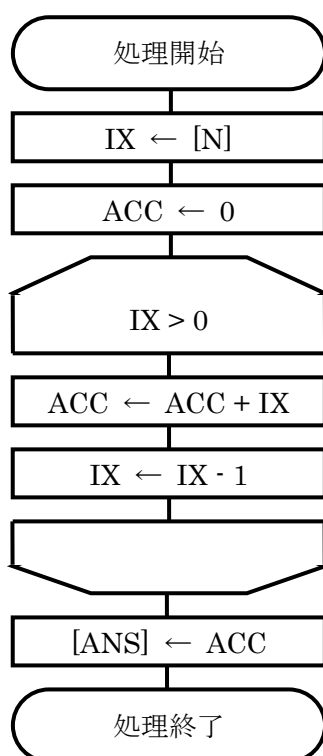 処理開始
IX ← [N]
ACC ← 0
IX > 0
ACC ← ACC + IX
IX ← IX - 1
[ANS] ← ACC
処理終了